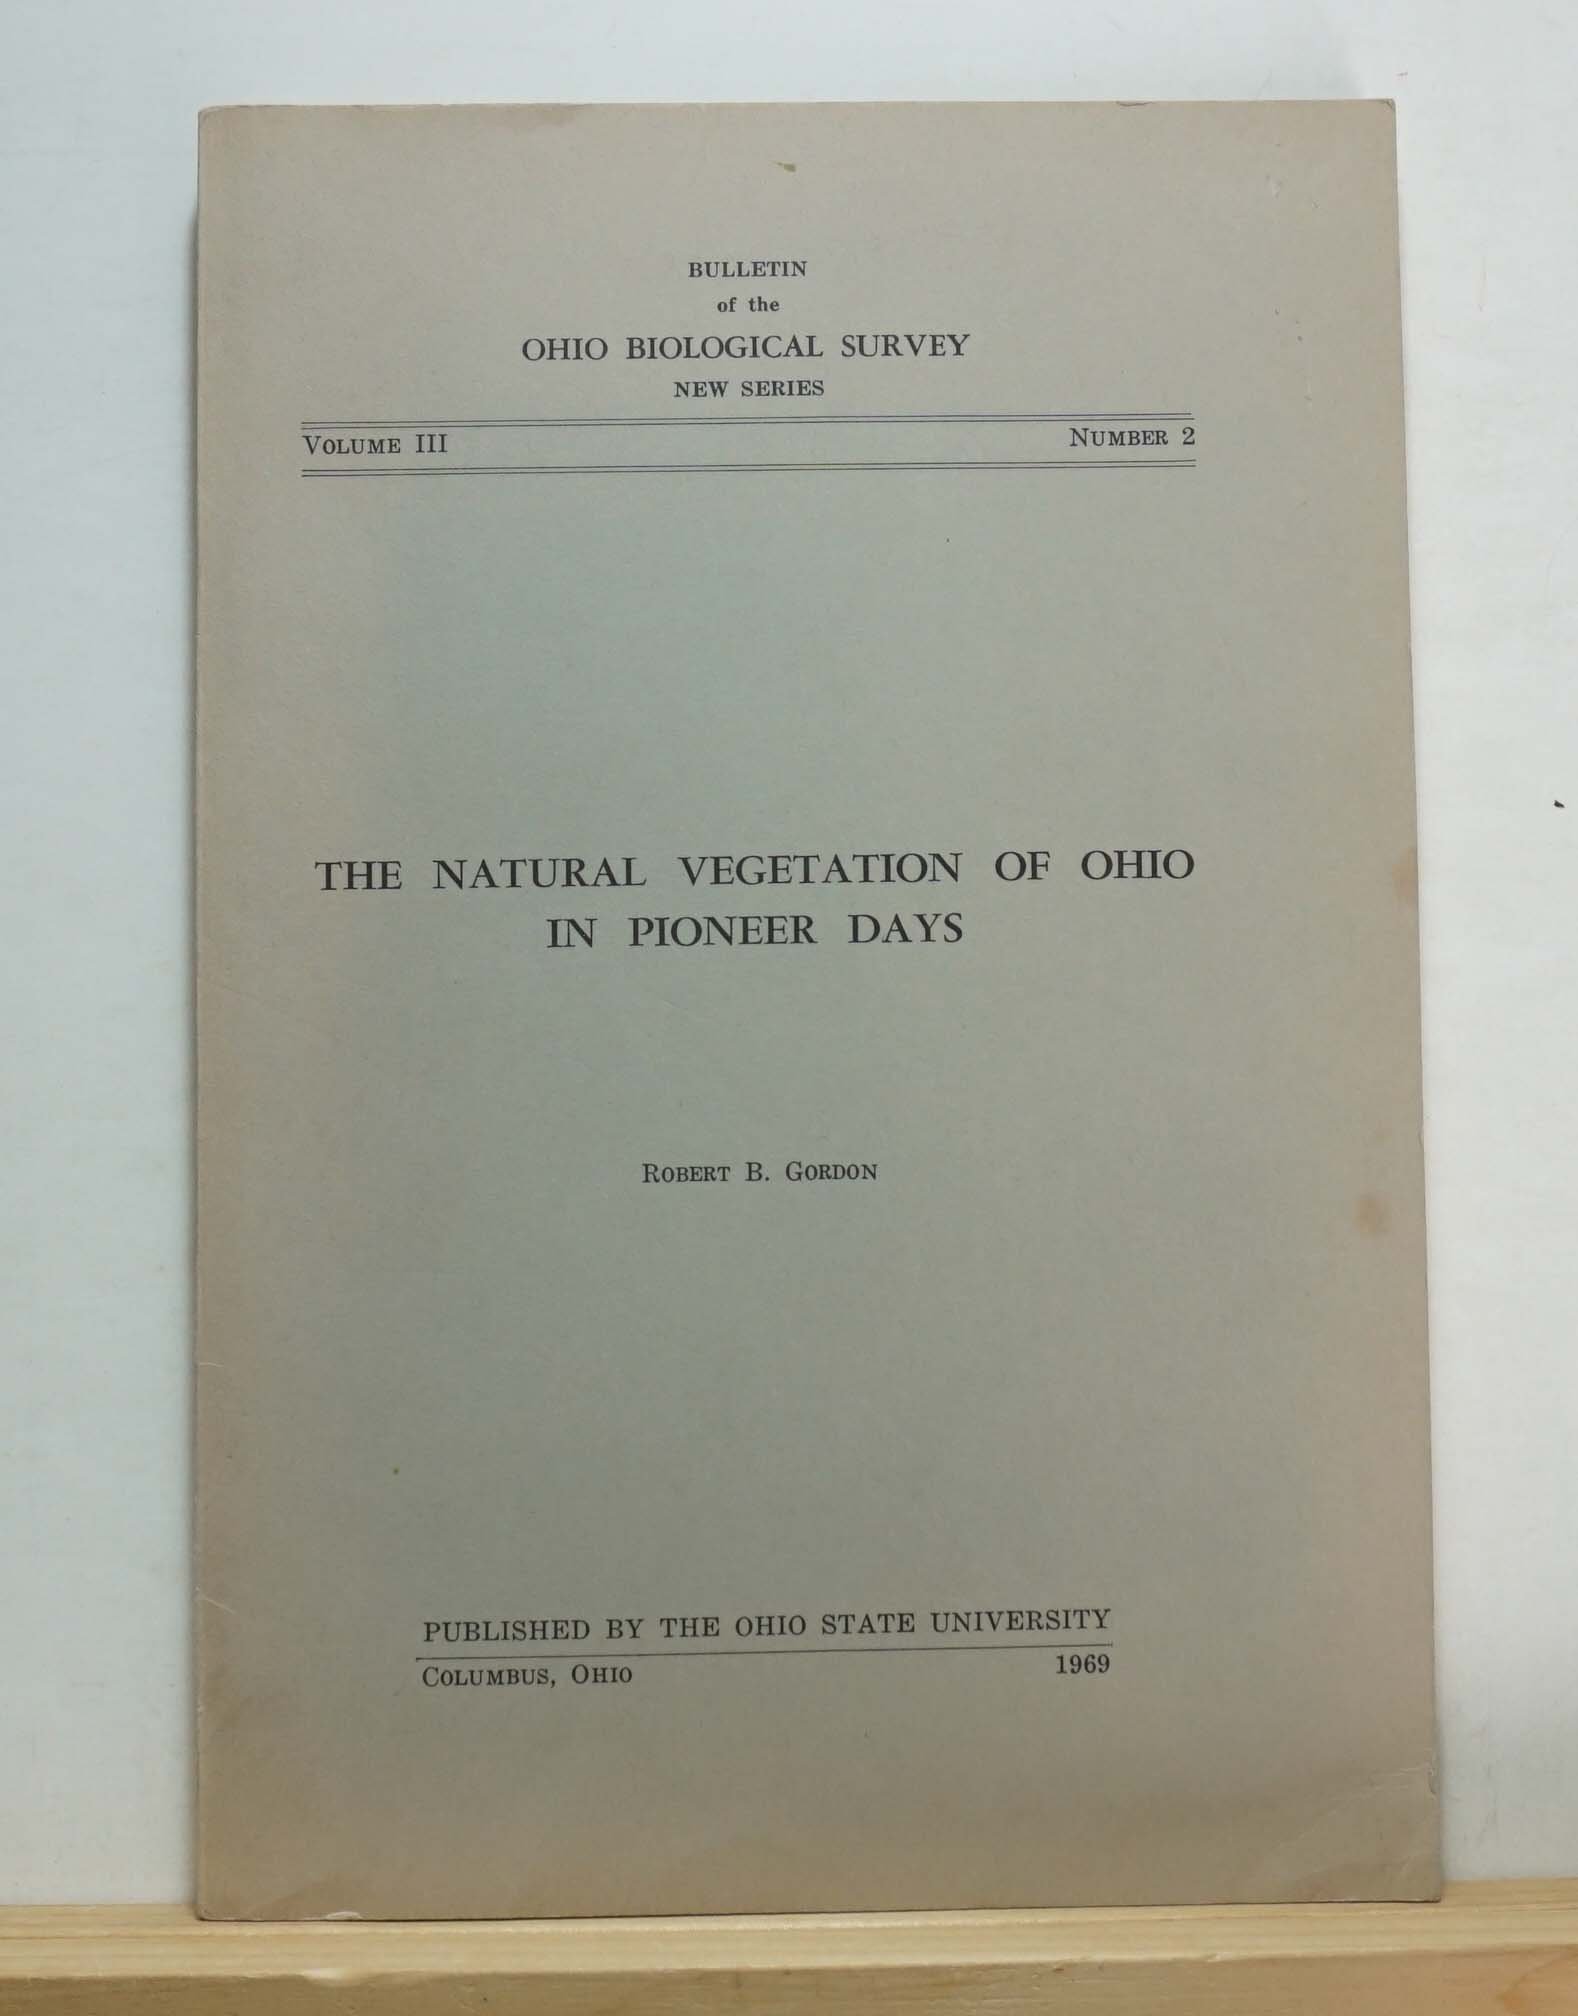 BULLETIN
of the
OHIO BIOLOGICAL SURVEY
NEW SERIES
VOLUME III NUMBER 2
THE NATURAL VEGETATION OF OHIO
IN PIONEER DAYS
ROBERT B. GORDON
PUBLISHED BY THE OHIO STATE UNIVERSITY
COLUMBUS, OHIO 1969